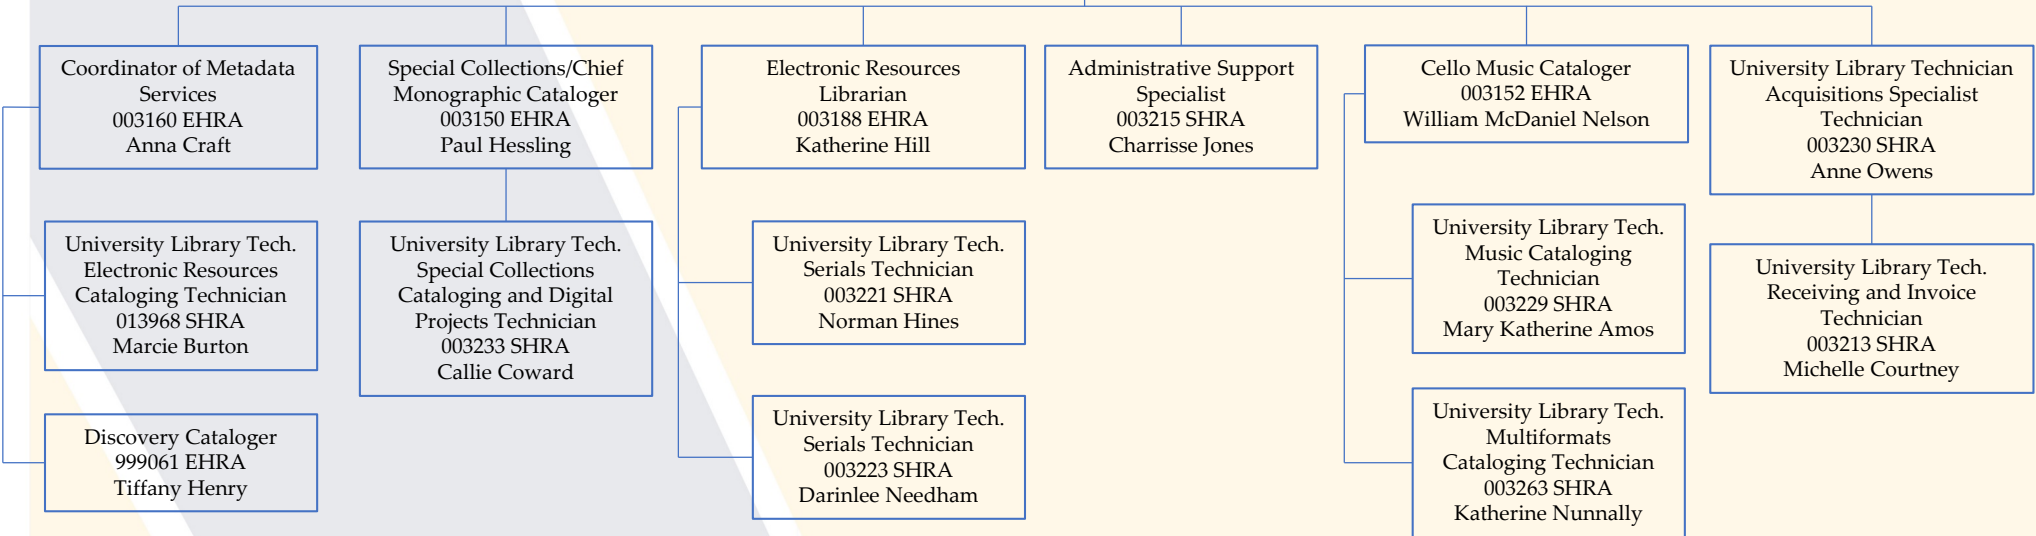 Coordinator of Metadata
Services
003160 EHRA
Anna Craft
Special Collections/Chief
Monographic Cataloger
003150 EHRA
Paul Hessling
Electronic Resources
Librarian
003188 EHRA
Katherine Hill
Administrative Support
Specialist
003215 SHRA
Charrisse Jones
Cello Music Cataloger
003152 EHRA
William McDaniel Nelson
University Library Technician
Acquisitions Specialist
Technician
003230 SHRA
Anne Owens
University Library Tech.
Electronic Resources
Cataloging Technician
013968 SHRA
Marcie Burton
University Library Tech.
Special Collections
Cataloging and Digital
Projects Technician
003233 SHRA
Callie Coward
University Library Tech.
Serials Technician
003221 SHRA
Norman Hines
University Library Tech.
Music Cataloging
Technician
003229 SHRA
Mary Katherine Amos
University Library Tech.
Receiving and Invoice
Technician
003213 SHRA
Michelle Courtney
Discovery Cataloger
999061 EHRA
Tiffany Henry
University Library Tech.
Serials Technician
003223 SHRA
Darinlee Needham
University Library Tech.
Multiformats
Cataloging Technician
003263 SHRA
Katherine Nunnally